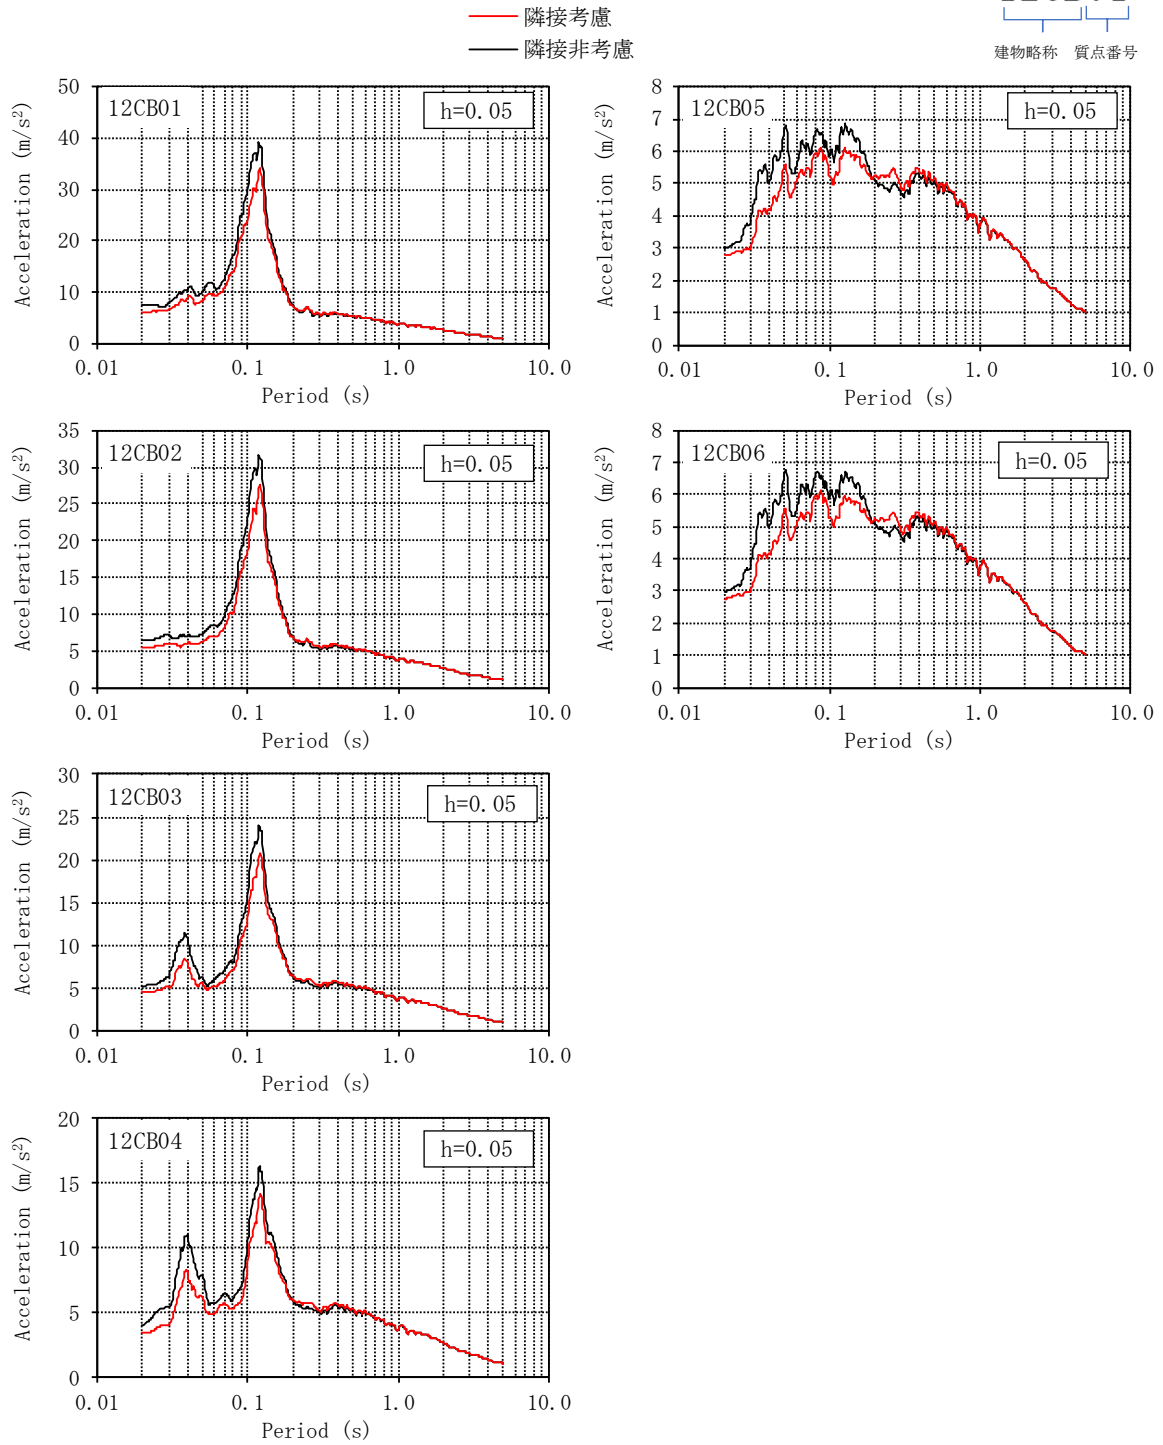 隣接考慮
隣接非考慮
建物略称 質点番号
50
40
30
20
10
0
Acceleration (m/s²)
12CB01
h=0.05
0.01 0.1 1.0 10.0
Period (s)
8
7
6
5
4
3
2
1
0
Acceleration (m/s²)
12CB05
h=0.05
0.01 0.1 1.0 10.0
Period (s)
35
30
25
20
15
10
5
0
Acceleration (m/s²)
12CB02
h=0.05
0.01 0.1 1.0 10.0
Period (s)
8
7
6
5
4
3
2
1
0
Acceleration (m/s²)
12CB06
h=0.05
0.01 0.1 1.0 10.0
Period (s)
30
25
20
15
10
5
0
Acceleration (m/s²)
12CB03
h=0.05
0.01 0.1 1.0 10.0
Period (s)
20
15
10
5
0
Acceleration (m/s²)
12CB04
h=0.05
0.01 0.1 1.0 10.0
Period (s)